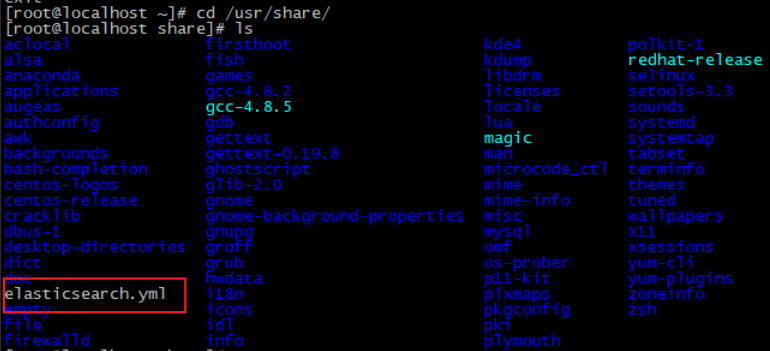 [root@localhost ~]# cd /usr/share/
[root@localhost share]# ls
aclocal firstboot kde4 polkit-1
alsa fish kdump redhat-release
anaconda games libdrm selinux
applications gcc-4.8.2 licenses setools-3.3
augeas gcc-4.8.5 locale sounds
authconfig gdb lua systemd
awk gettext magic systemtap
backgrounds gettext-0.19.8 man tabset
bash-completion ghostscript microcode_ctl terminfo
centos-logos glib-2.0 mime themes
centos-release gnome mime-info tuned
cracklib gnome-background-properties misc wallpapers
dbus-1 gnupg mysql X11
desktop-directories groff omf xsessions
dict grub os-prober yum-cli
doc hwdata p11-kit yum-plugins
elasticsearch.yml i18n pixmaps zoneinfo
empty icons pkgconfig zsh
file idl pki
firewalld info plymouth